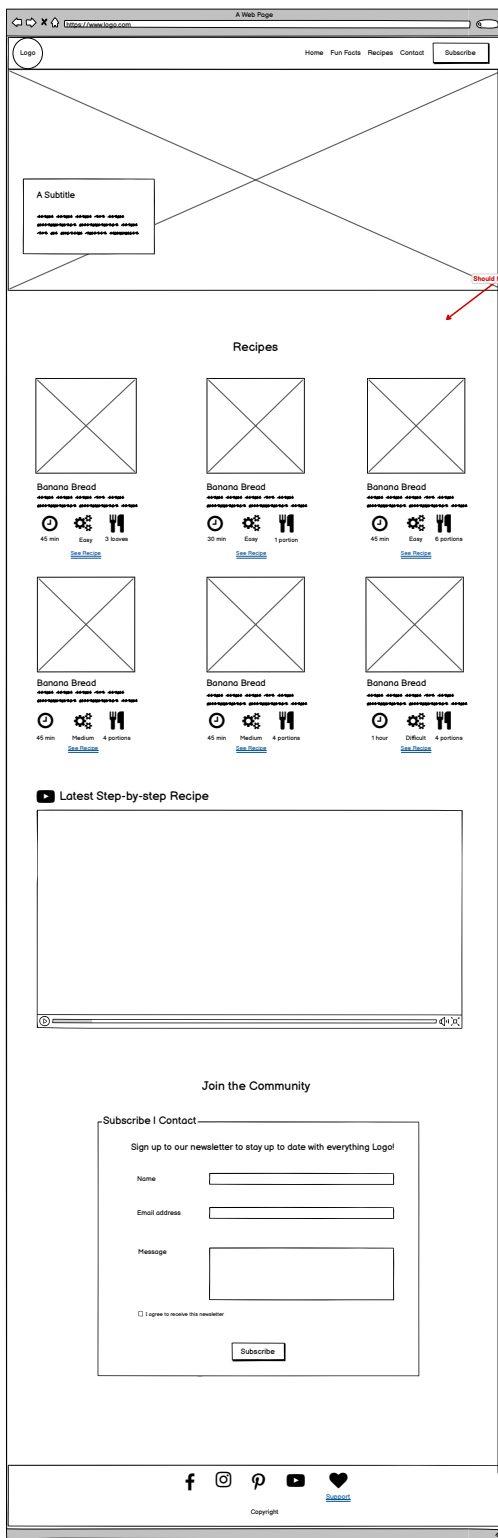 A Web Page
https://www.logo.com
Logo
Home Fun Facts Recipes Contact Subscribe
A Subtitle
Should
Recipes
Banana Bread
45 min Easy 3 loaves
See Recipe
Banana Bread
30 min Easy 1 portion
See Recipe
Banana Bread
45 min Easy 6 portions
See Recipe
Banana Bread
45 min Medium 4 portions
See Recipe
Banana Bread
45 min Medium 4 portions
See Recipe
Banana Bread
1 hour Difficult 4 portions
See Recipe
Latest Step-by-step Recipe
Join the Community
Subscribe | Contact
Sign up to our newsletter to stay up to date with everything Logo!
Name
Email address
Message
I agree to receive this newsletter
Subscribe
Support
Copyright